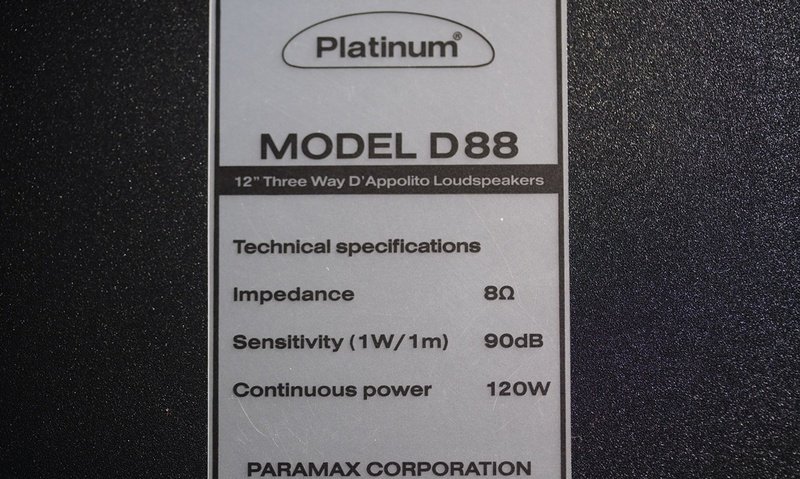 Platinum®
MODEL D88
12" Three Way D'Appolito Loudspeakers
Technical specifications
Impedance 8Ω
Sensitivity (1W/1m) 90dB
Continuous power 120W
PARAMAX CORPORATION